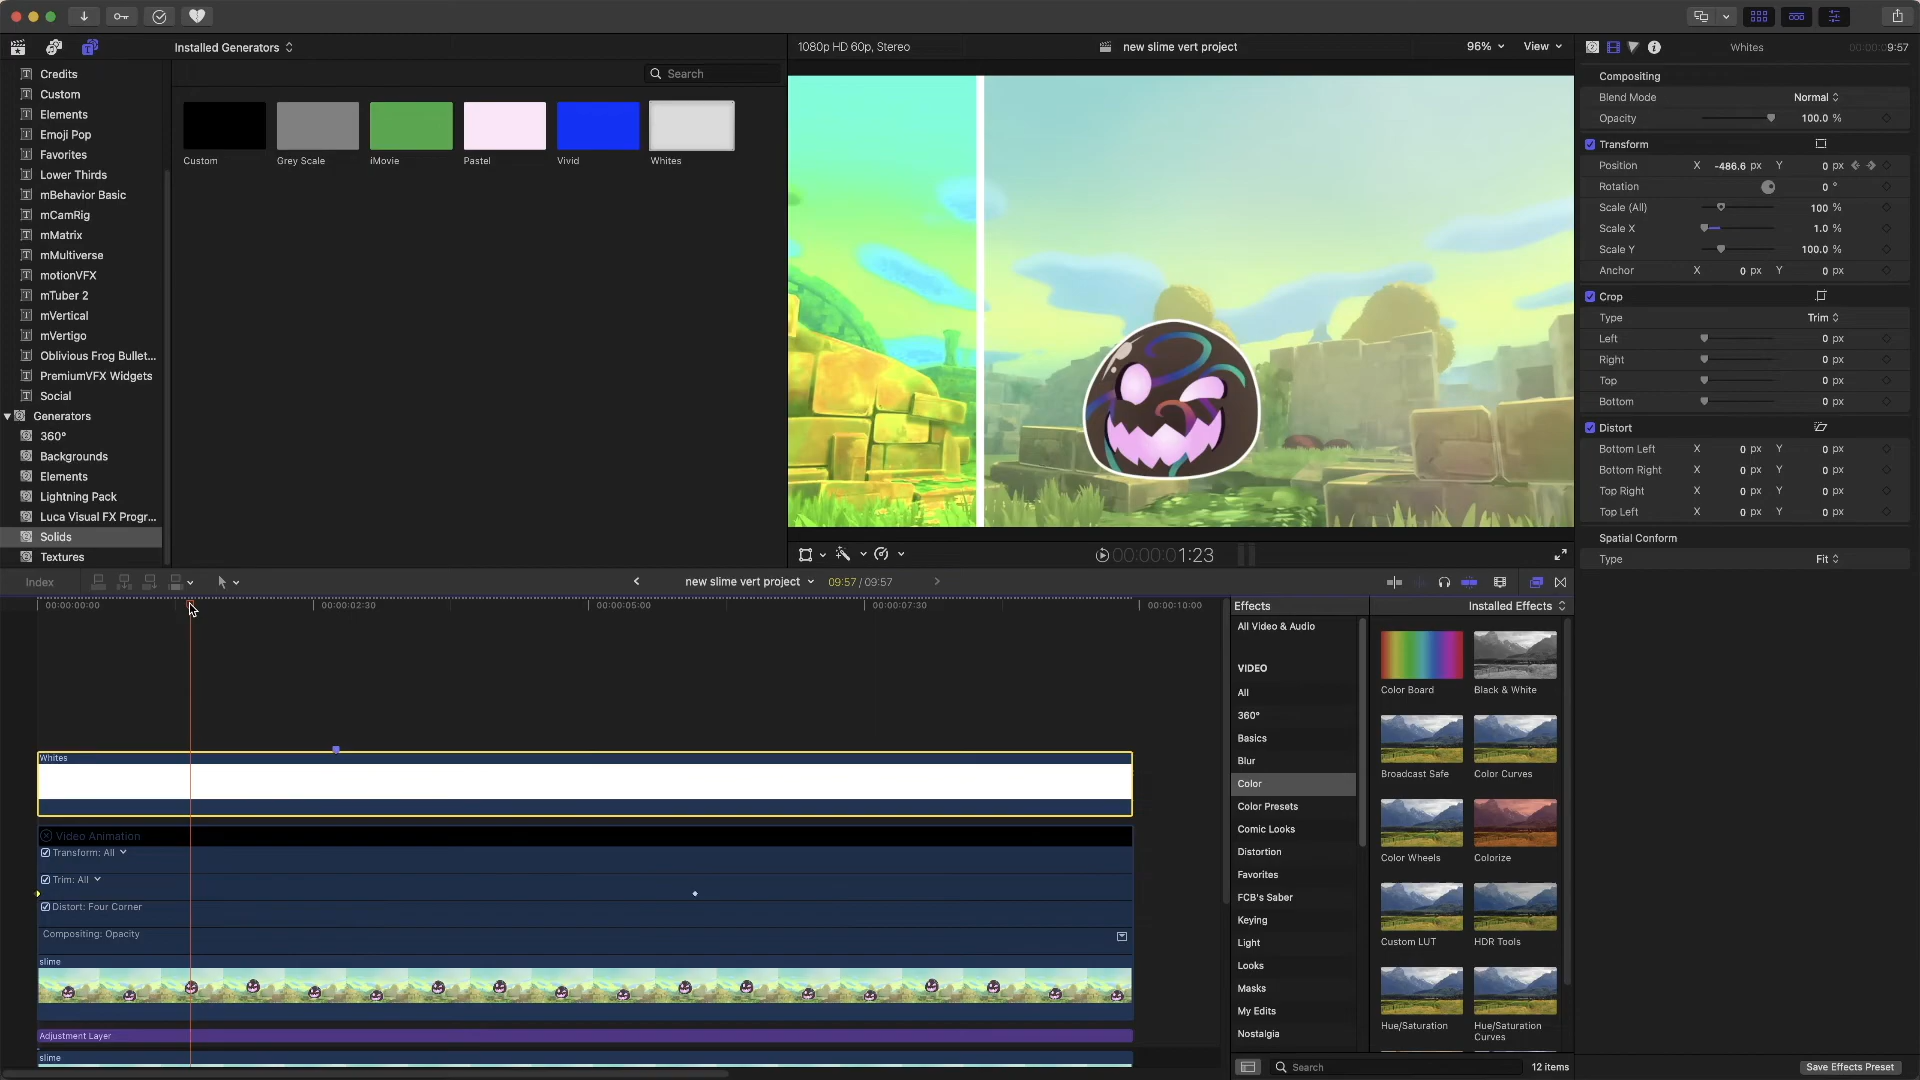 Installed Generators
1080p HD 60p, Stereo
new slime vert project
96%
View
Whites
00:00:09:57
Search
Credits
Custom
Elements
Emoji Pop
Favorites
Lower Thirds
mBehavior Basic
mCamRig
mMatrix
mMultiverse
motionVFX
mTuber 2
mVertical
mVertigo
Oblivious Frog Bullet...
PremiumVFX Widgets
Social
Generators
360°
Backgrounds
Elements
Lightning Pack
Luca Visual FX Progr...
Solids
Textures
Custom
Grey Scale
iMovie
Pastel
Vivid
Whites
Compositing
Blend Mode Normal
Opacity 100.0 %
Transform
Position X -486.6 px Y 0 px
Rotation 0 °
Scale (All) 100 %
Scale X 1.0 %
Scale Y 100.0 %
Anchor X 0 px Y 0 px
Crop
Type Trim
Left 0 px
Right 0 px
Top 0 px
Bottom 0 px
Distort
Bottom Left X 0 px Y 0 px
Bottom Right X 0 px Y 0 px
Top Right X 0 px Y 0 px
Top Left X 0 px Y 0 px
Spatial Conform
Type Fit
00:00:01:23
Index
new slime vert project
09:57 / 09:57
00:00:00:00
00:00:02:30
00:00:05:00
00:00:07:30
00:00:10:00
Whites
Video Animation
Transform: All
Trim: All
Distort: Four Corner
Compositing: Opacity
slime
Adjustment Layer
slime
Effects
Installed Effects
All Video & Audio
VIDEO
All
360°
Basics
Blur
Color
Color Presets
Comic Looks
Distortion
Favorites
FCB's Saber
Keying
Light
Looks
Masks
My Edits
Nostalgia
Color Board
Black & White
Broadcast Safe
Color Curves
Color Wheels
Colorize
Custom LUT
HDR Tools
Hue/Saturation
Hue/Saturation
Curves
Search
12 items
Save Effects Preset